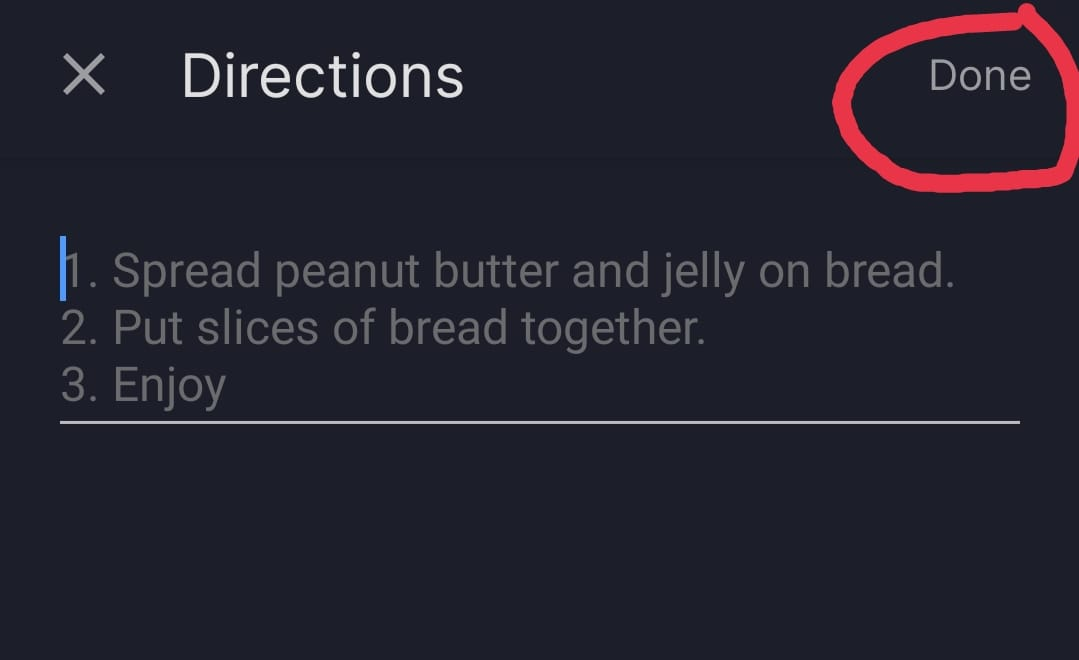 Directions
Done
1. Spread peanut butter and jelly on bread.
2. Put slices of bread together.
3. Enjoy